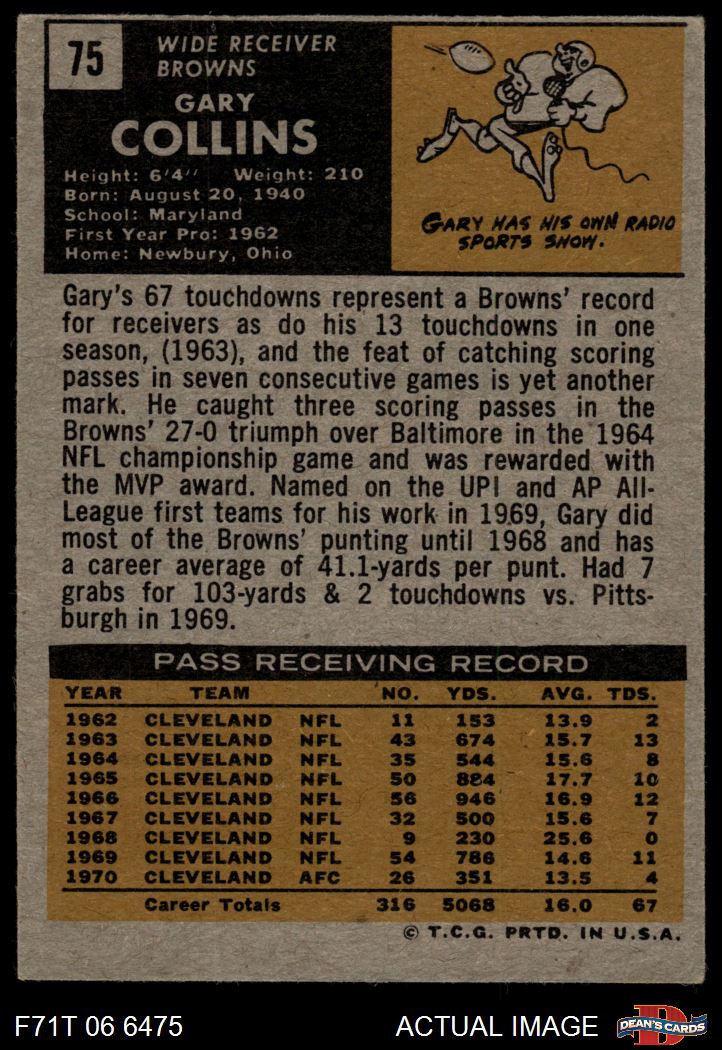 75
WIDE RECEIVER
BROWNS
GARY
COLLINS
Height: 6'4" Weight: 210
Born: August 20, 1940
School: Maryland
First Year Pro: 1962
Home: Newbury, Ohio
GARY HAS HIS OWN RADIO
SPORTS SHOW.
Gary's 67 touchdowns represent a Browns' record
for receivers as do his 13 touchdowns in one
season, (1963), and the feat of catching scoring
passes in seven consecutive games is yet another
mark. He caught three scoring passes in the
Browns' 27-0 triumph over Baltimore in the 1964
NFL championship game and was rewarded with
the MVP award. Named on the UPI and AP All-
League first teams for his work in 1969, Gary did
most of the Browns' punting until 1968 and has
a career average of 41.1-yards per punt. Had 7
grabs for 103-yards & 2 touchdowns vs. Pitts-
burgh in 1969.
PASS RECEIVING RECORD
YEAR TEAM NO. YDS. AVG. TDS.
1962 CLEVELAND NFL 11 153 13.9 2
1963 CLEVELAND NFL 43 674 15.7 13
1964 CLEVELAND NFL 35 544 15.6 8
1965 CLEVELAND NFL 50 884 17.7 10
1966 CLEVELAND NFL 56 946 16.9 12
1967 CLEVELAND NFL 32 500 15.6 7
1968 CLEVELAND NFL 9 230 25.6 0
1969 CLEVELAND NFL 54 786 14.6 11
1970 CLEVELAND AFC 26 351 13.5 4
Career Totals 316 5068 16.0 67
© T.C.G. PRTD. IN U.S.A.
F71T 06 6475 ACTUAL IMAGE D DEAN'S CARDS